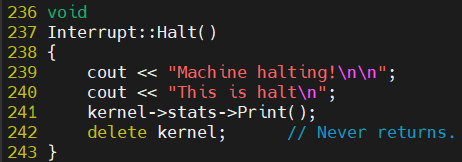 236 void
237 Interrupt::Halt()
238 {
239     cout << "Machine halting!\n\n";
240     cout << "This is halt\n";
241     kernel->stats->Print();
242     delete kernel;      // Never returns.
243 }